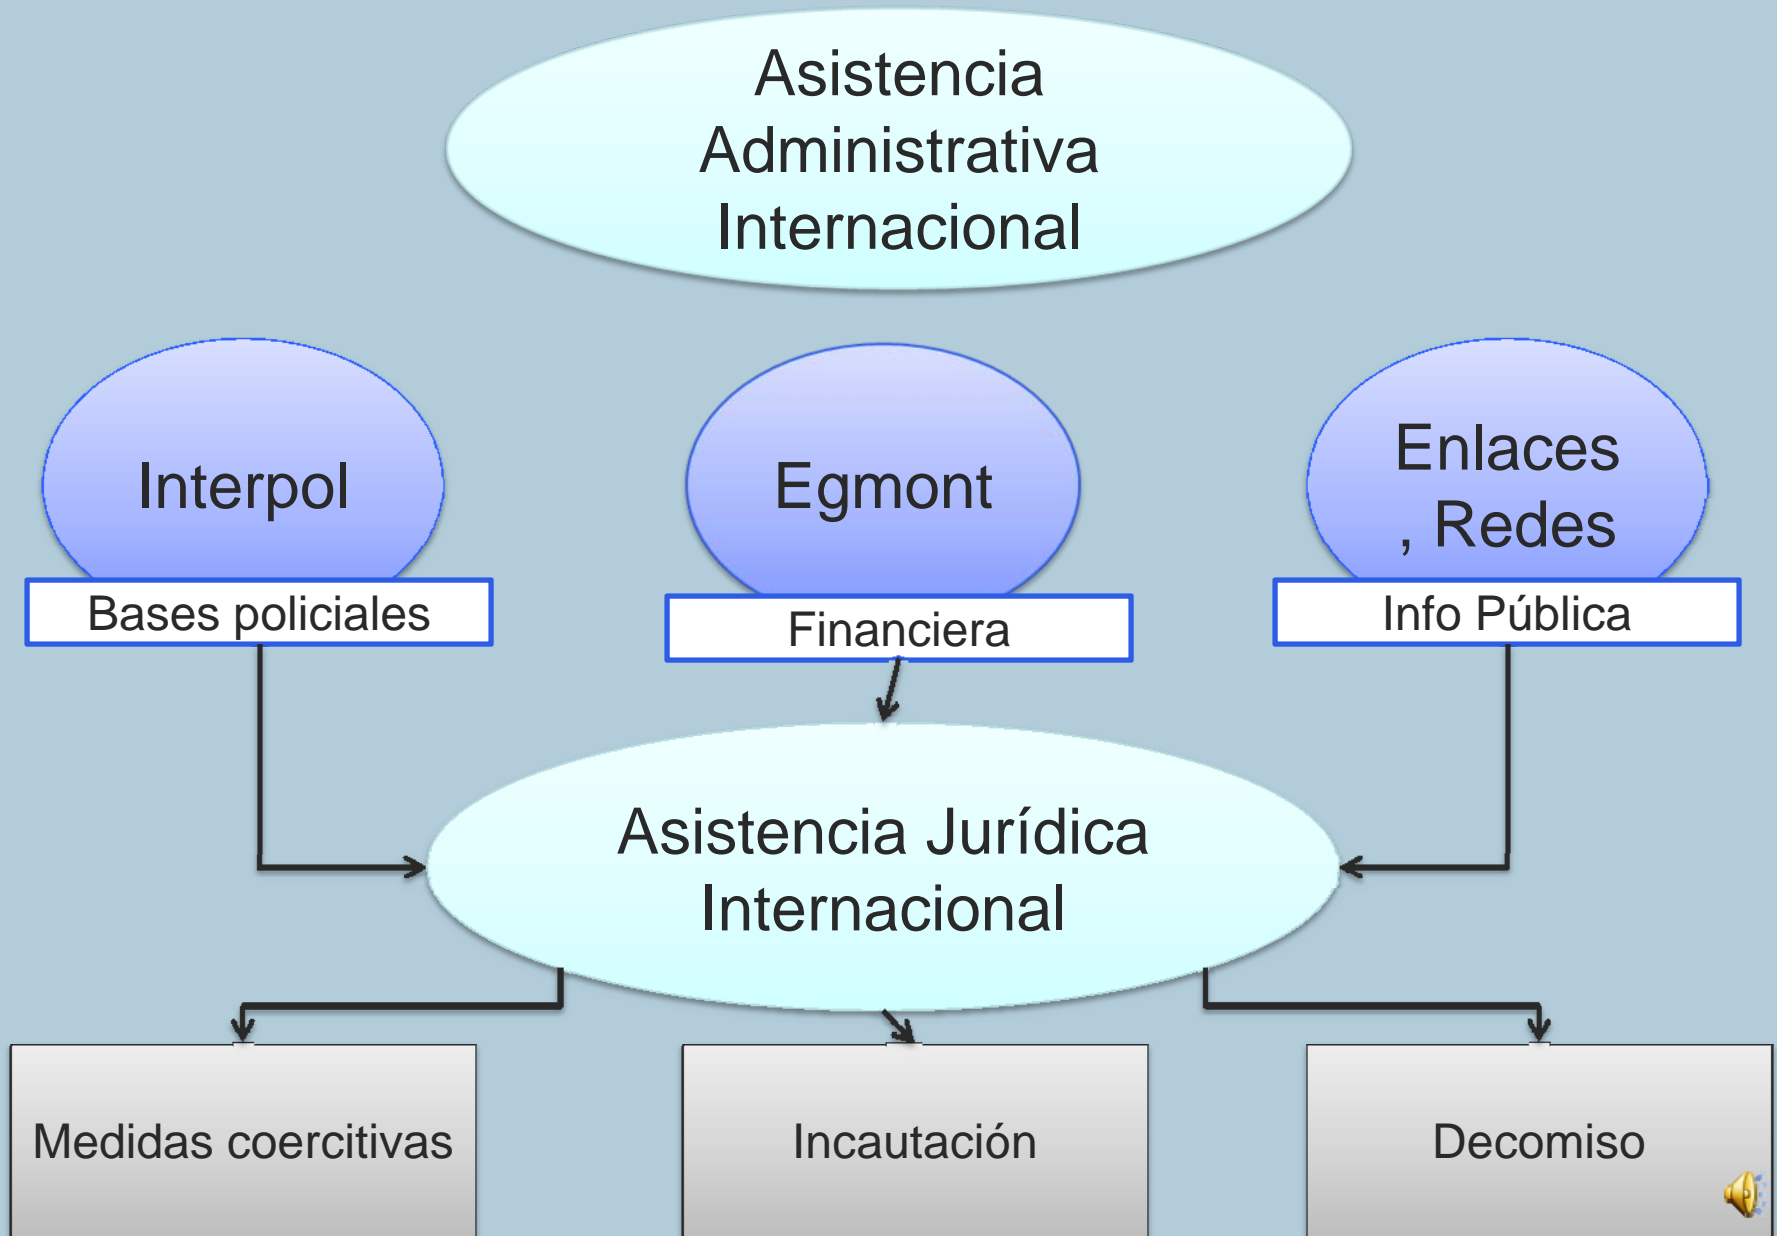 Asistencia
Administrativa
Internacional
Interpol
Egmont
Enlaces
, Redes
Bases policiales
Financiera
Info Pública
Asistencia Jurídica
Internacional
Medidas coercitivas
Incautación
Decomiso